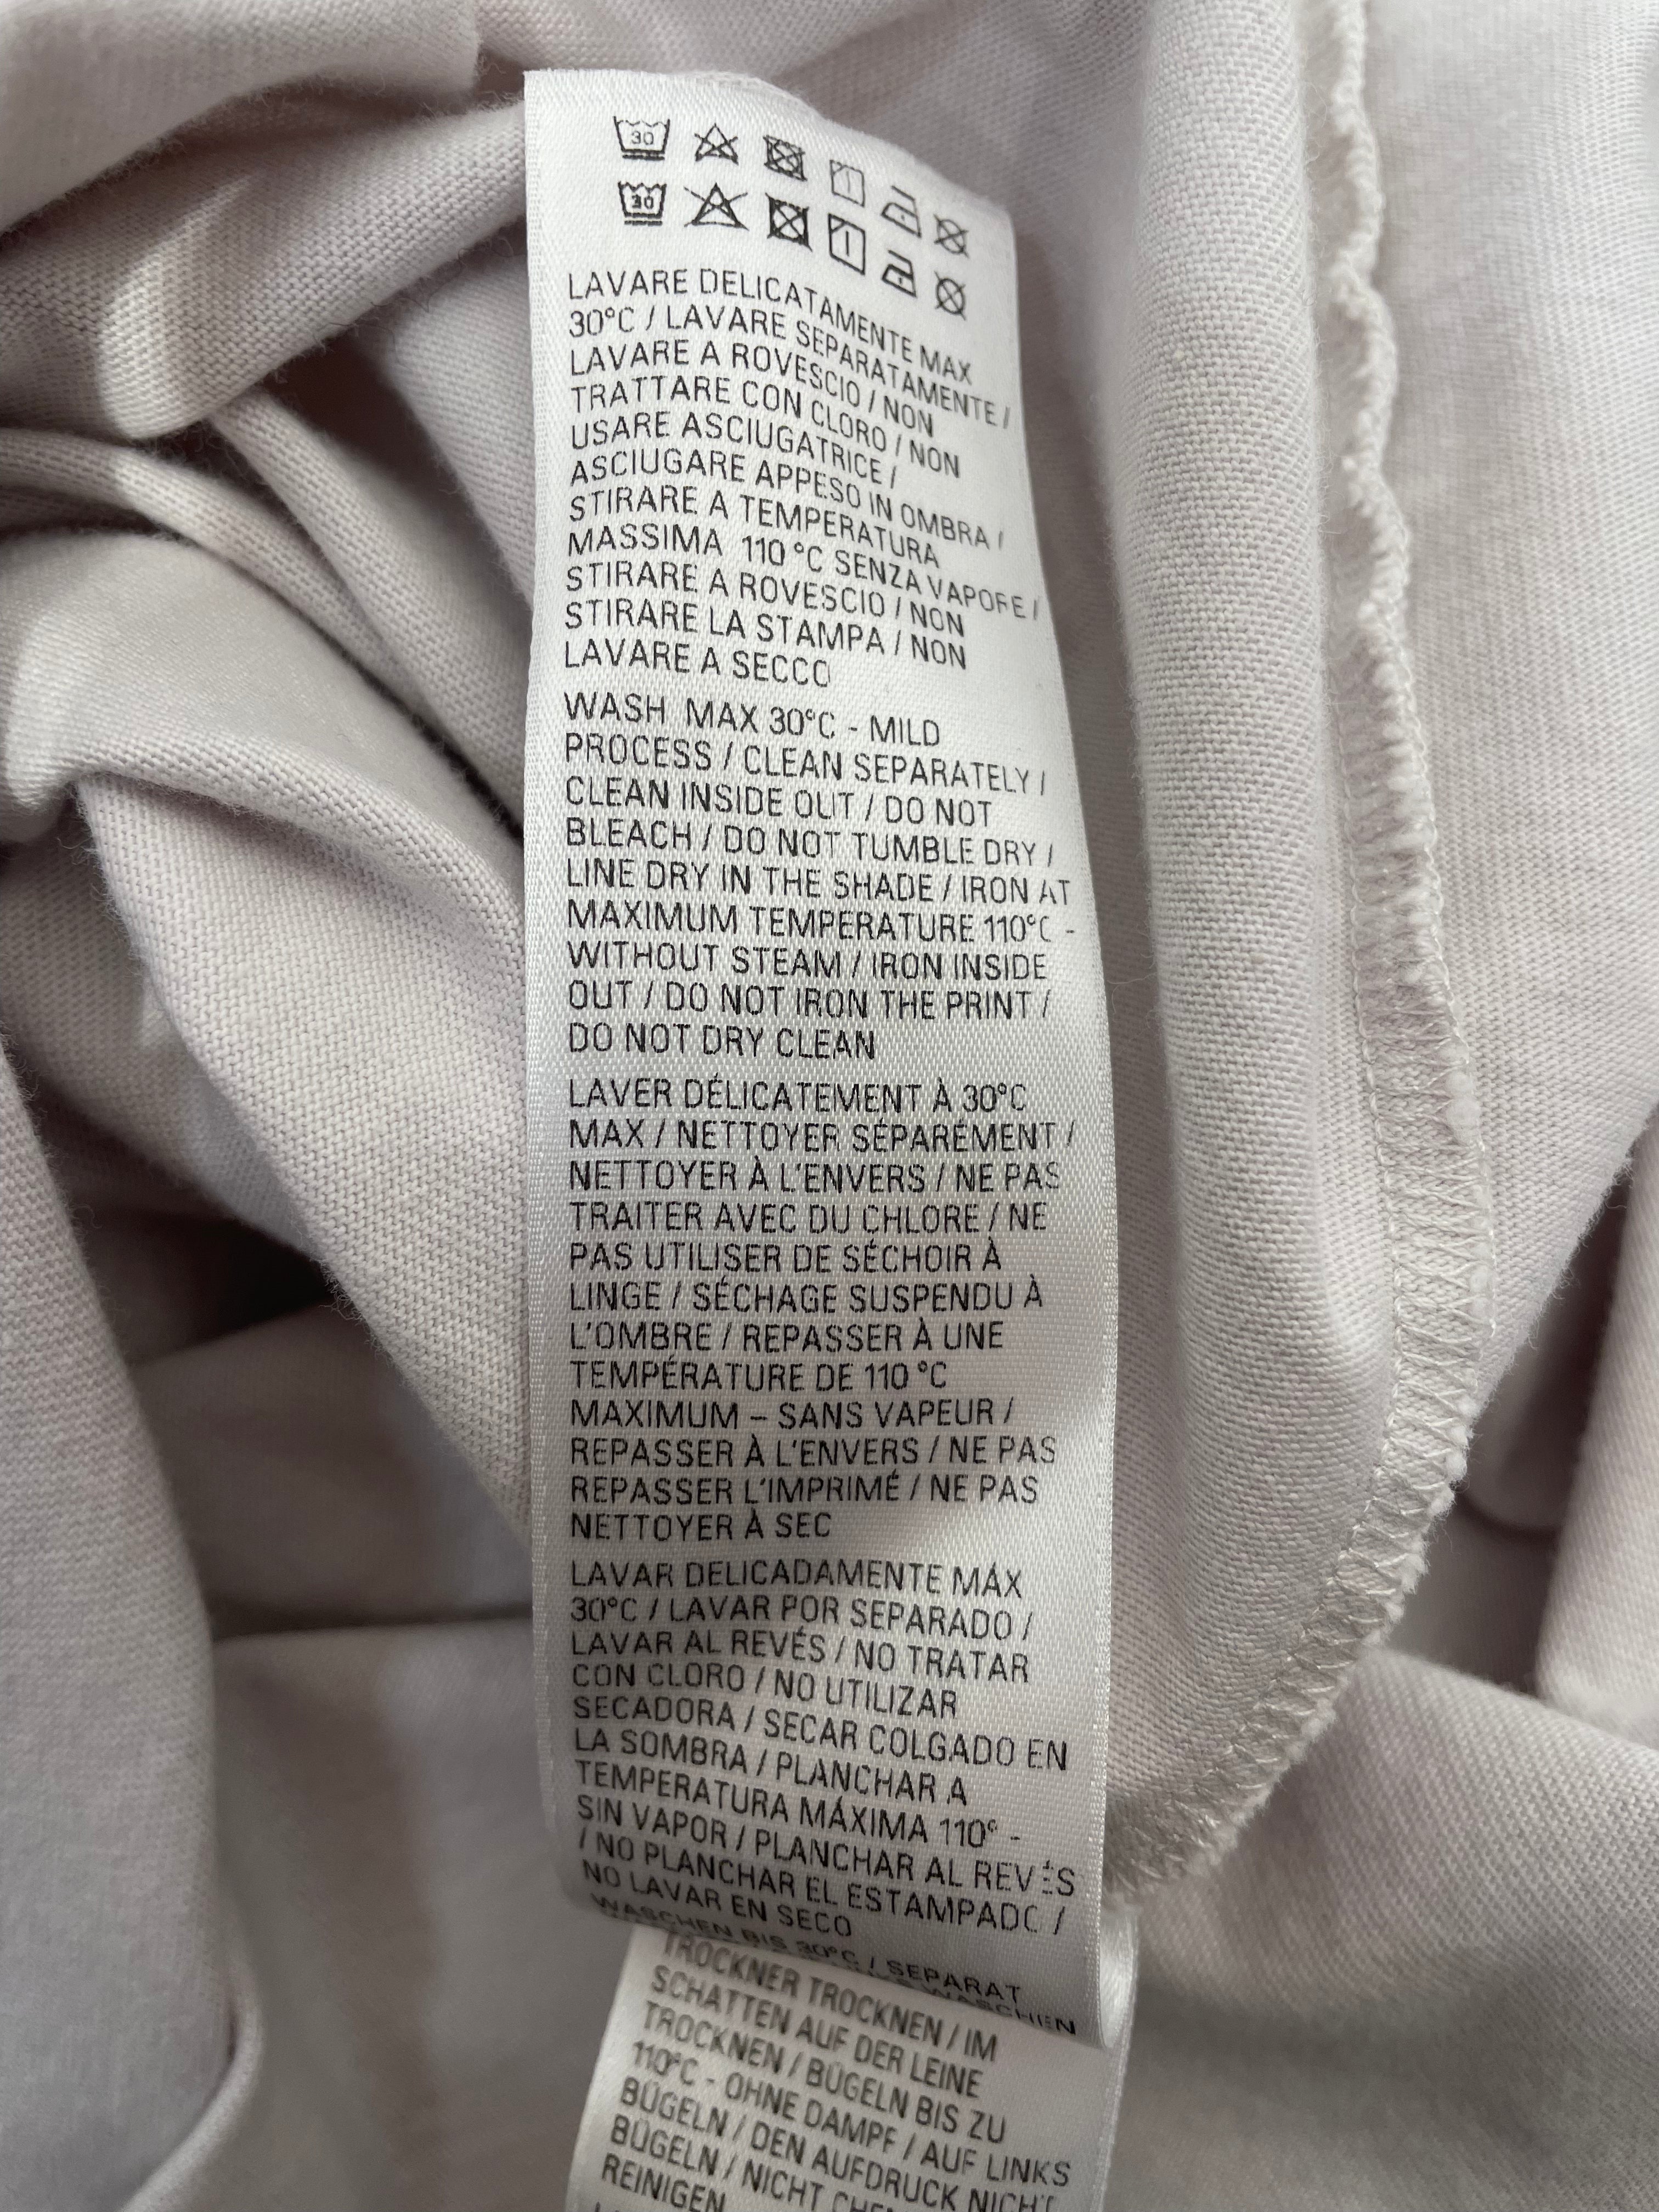 30
30
LAVARE DELICATAMENTE MAX
30°C / LAVARE SEPARATAMENTE /
LAVARE A ROVESCIO / NON
TRATTARE CON CLORO / NON
USARE ASCIUGATRICE /
ASCIUGARE APPESO IN OMBRA /
STIRARE A TEMPERATURA
MASSIMA 110°C SENZA VAPORE /
STIRARE A ROVESCIO / NON
STIRARE LA STAMPA / NON
LAVARE A SECCO
WASH MAX 30°C - MILD
PROCESS / CLEAN SEPARATELY /
CLEAN INSIDE OUT / DO NOT
BLEACH / DO NOT TUMBLE DRY /
LINE DRY IN THE SHADE / IRON AT
MAXIMUM TEMPERATURE 110°C -
WITHOUT STEAM / IRON INSIDE
OUT / DO NOT IRON THE PRINT /
DO NOT DRY CLEAN
LAVER DÉLICATEMENT À 30°C
MAX / NETTOYER SÉPARÉMENT /
NETTOYER À L'ENVERS / NE PAS
TRAITER AVEC DU CHLORE / NE
PAS UTILISER DE SÉCHOIR À
LINGE / SÉCHAGE SUSPENDU À
L'OMBRE / REPASSER À UNE
TEMPÉRATURE DE 110 °C
MAXIMUM – SANS VAPEUR /
REPASSER À L'ENVERS / NE PAS
REPASSER L'IMPRIMÉ / NE PAS
NETTOYER À SEC
LAVAR DELICADAMENTE MÁX
30°C / LAVAR POR SEPARADO /
LAVAR AL REVÉS / NO TRATAR
CON CLORO / NO UTILIZAR
SECADORA / SECAR COLGADO EN
LA SOMBRA / PLANCHAR A
TEMPERATURA MÁXIMA 110° -
SIN VAPOR / PLANCHAR AL REVÉS
/ NO PLANCHAR EL ESTAMPADO /
NO LAVAR EN SECO
WASCHEN BIS 30°C / SEPARAT
WASCHEN
TROCKNER TROCKNEN / IM
SCHATTEN AUF DER LEINE
TROCKNEN / BÜGELN BIS ZU
110°C - OHNE DAMPF / AUF LINKS
BÜGELN / DEN AUFDRUCK NICHT
BÜGELN / NICHT
REINIGEN